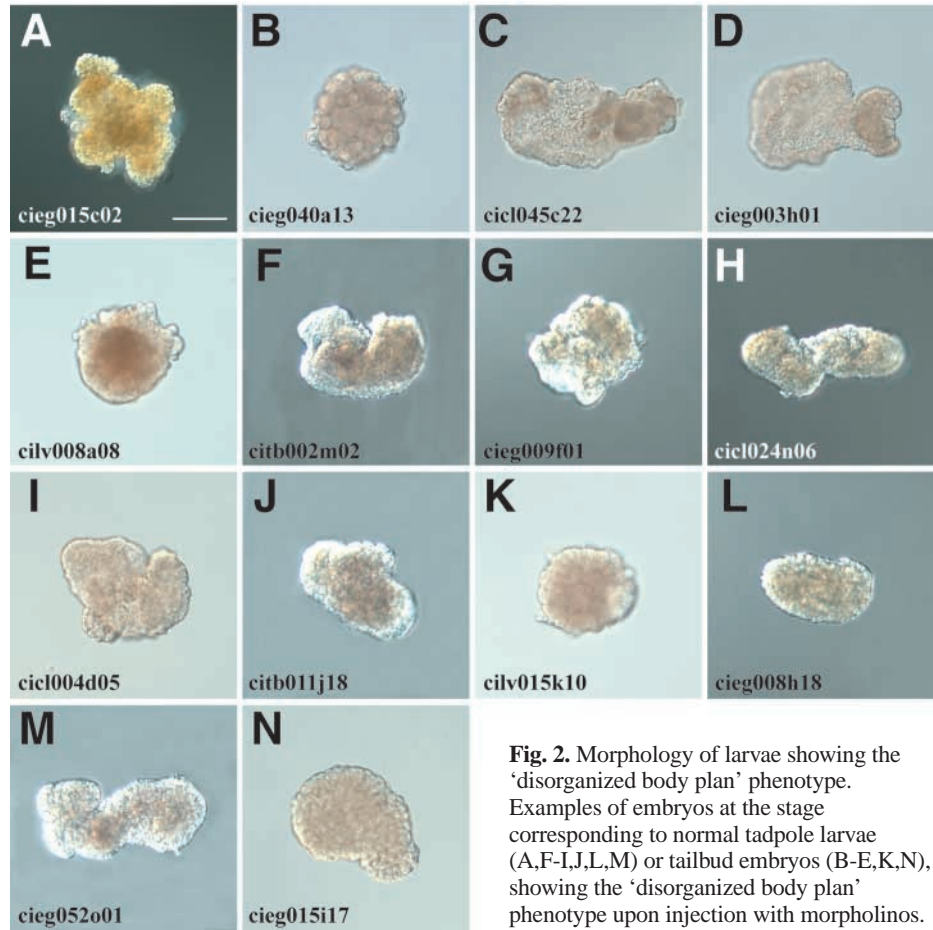 A
B
C
D
cieg015c02
cieg040a13
cicl045c22
cieg003h01
E
F
G
H
cilv008a08
citb002m02
cieg009f01
cicl024n06
I
J
K
L
cicl004d05
citb011j18
cilv015k10
cieg008h18
M
N
cieg052o01
cieg015i17
Fig. 2. Morphology of larvae showing the
‘disorganized body plan’ phenotype.
Examples of embryos at the stage
corresponding to normal tadpole larvae
(A,F-I,J,L,M) or tailbud embryos (B-E,K,N),
showing the ‘disorganized body plan’
phenotype upon injection with morpholinos.